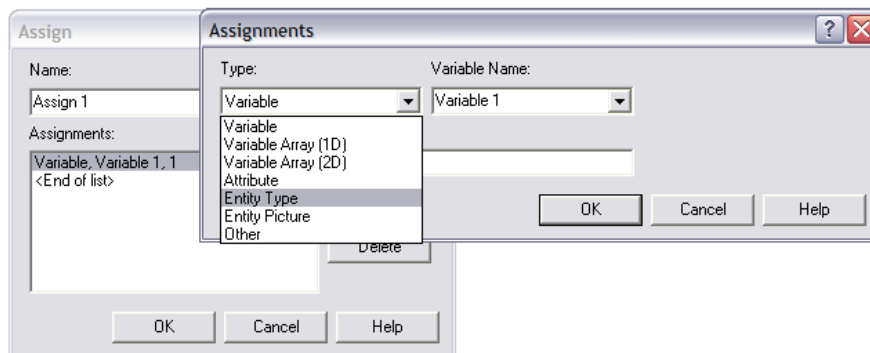 Assign
Name:
Assign 1
Assignments:
Variable, Variable 1, 1
<End of list>
Delete
OK Cancel Help
Assignments
?
Type: Variable Name:
Variable Variable 1
Variable
Variable Array (1D)
Variable Array (2D)
Attribute
Entity Type
Entity Picture
Other
OK Cancel Help